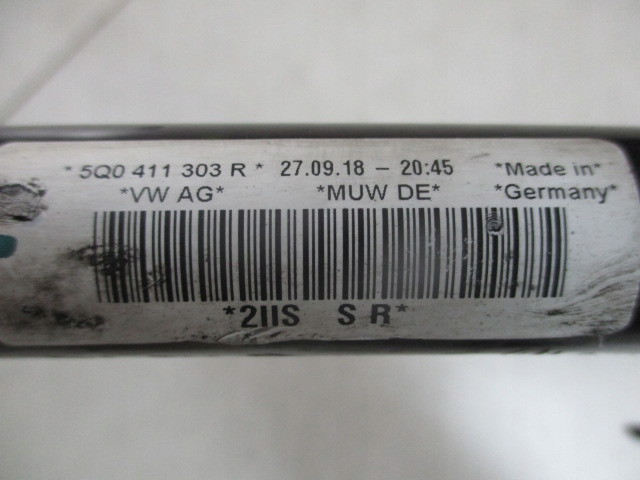 * 5Q0 411 303 R * 27.09.18 - 20:45 *Made in*
*VW AG* *MUW DE* *Germany*
*2IIS S R*